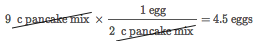 9 c pancake mix × 1 egg / 2 c pancake mix = 4.5 eggs